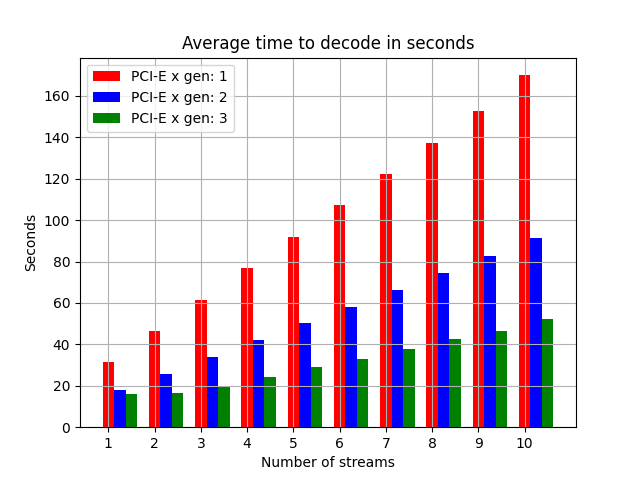 Average time to decode in seconds
PCI-E x gen: 1
PCI-E x gen: 2
PCI-E x gen: 3
Seconds
160
140
120
100
80
60
40
20
0
1 2 3 4 5 6 7 8 9 10
Number of streams